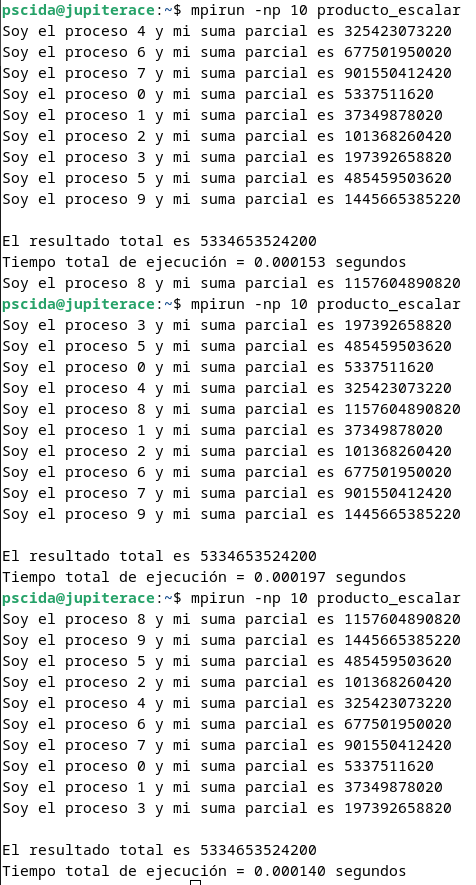 pscida@jupiterace:~$ mpirun -np 10 producto_escalar
Soy el proceso 4 y mi suma parcial es 325423073220
Soy el proceso 6 y mi suma parcial es 677501950020
Soy el proceso 7 y mi suma parcial es 901550412420
Soy el proceso 0 y mi suma parcial es 5337511620
Soy el proceso 1 y mi suma parcial es 37349878020
Soy el proceso 2 y mi suma parcial es 101368260420
Soy el proceso 3 y mi suma parcial es 197392658820
Soy el proceso 5 y mi suma parcial es 485459503620
Soy el proceso 9 y mi suma parcial es 1445665385220
El resultado total es 5334653524200
Tiempo total de ejecución = 0.000153 segundos
Soy el proceso 8 y mi suma parcial es 1157604890820
pscida@jupiterace:~$ mpirun -np 10 producto_escalar
Soy el proceso 3 y mi suma parcial es 197392658820
Soy el proceso 5 y mi suma parcial es 485459503620
Soy el proceso 0 y mi suma parcial es 5337511620
Soy el proceso 4 y mi suma parcial es 325423073220
Soy el proceso 8 y mi suma parcial es 1157604890820
Soy el proceso 1 y mi suma parcial es 37349878020
Soy el proceso 2 y mi suma parcial es 101368260420
Soy el proceso 6 y mi suma parcial es 677501950020
Soy el proceso 7 y mi suma parcial es 901550412420
Soy el proceso 9 y mi suma parcial es 1445665385220
El resultado total es 5334653524200
Tiempo total de ejecución = 0.000197 segundos
pscida@jupiterace:~$ mpirun -np 10 producto_escalar
Soy el proceso 8 y mi suma parcial es 1157604890820
Soy el proceso 9 y mi suma parcial es 1445665385220
Soy el proceso 5 y mi suma parcial es 485459503620
Soy el proceso 2 y mi suma parcial es 101368260420
Soy el proceso 4 y mi suma parcial es 325423073220
Soy el proceso 6 y mi suma parcial es 677501950020
Soy el proceso 7 y mi suma parcial es 901550412420
Soy el proceso 0 y mi suma parcial es 5337511620
Soy el proceso 1 y mi suma parcial es 37349878020
Soy el proceso 3 y mi suma parcial es 197392658820
El resultado total es 5334653524200
Tiempo total de ejecución = 0.000140 segundos